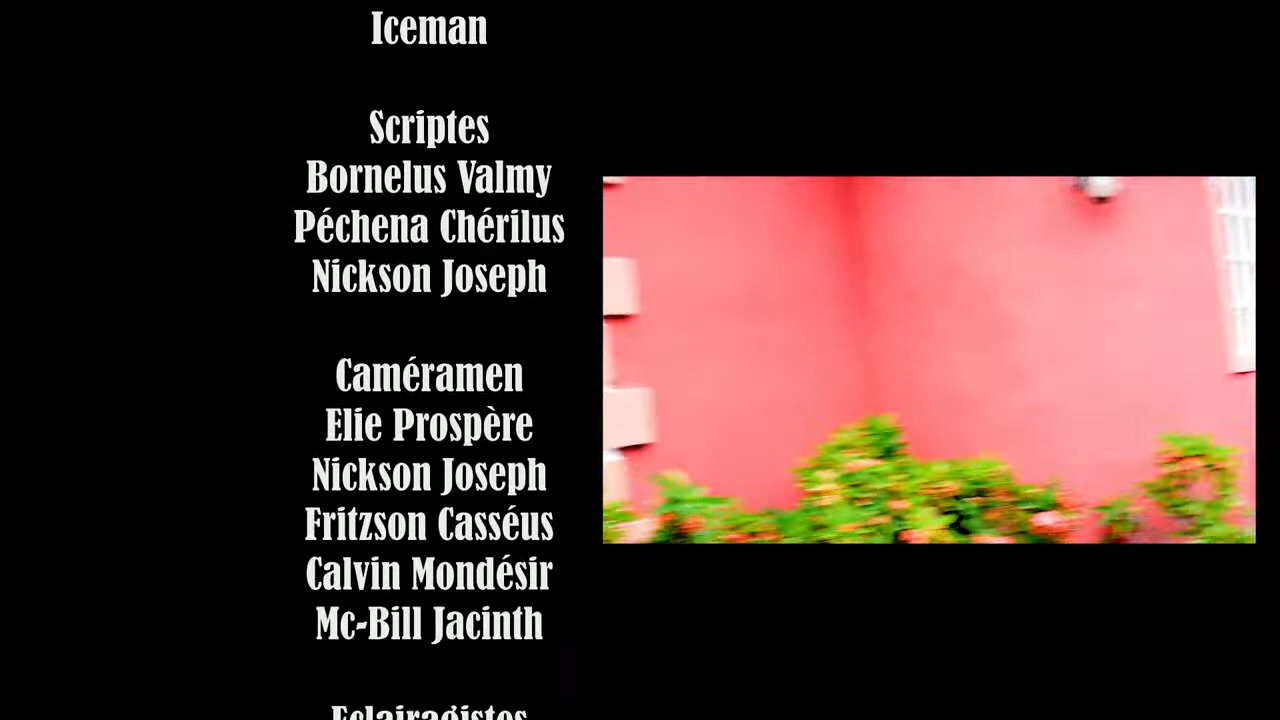 Iceman
Scriptes
Bornelus Valmy
Péchena Chérilus
Nickson Joseph
Caméramen
Elie Prospère
Nickson Joseph
Fritzson Casséus
Calvin Mondésir
Mc-Bill Jacinth
Eclairagistes